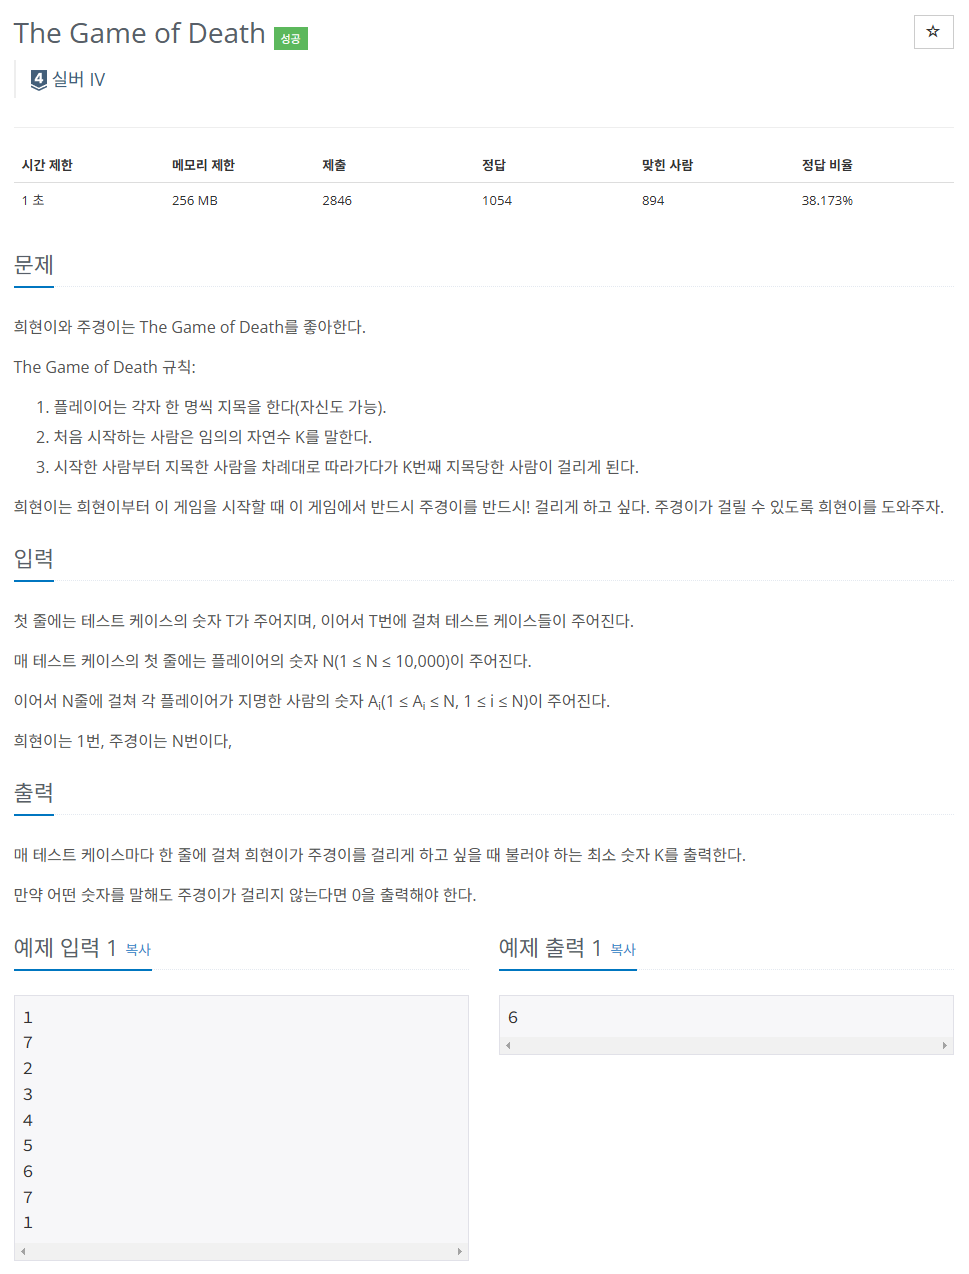 The Game of Death 성공
☆
4 실버 IV
시간 제한 메모리 제한 제출 정답 맞힌 사람 정답 비율
1 초 256 MB 2846 1054 894 38.173%
문제
희현이와 주경이는 The Game of Death를 좋아한다.
The Game of Death 규칙:
1. 플레이어는 각자 한 명씩 지목을 한다(자신도 가능).
2. 처음 시작하는 사람은 임의의 자연수 K를 말한다.
3. 시작한 사람부터 지목한 사람을 차례대로 따라가다가 K번째 지목당한 사람이 걸리게 된다.
희현이는 희현이부터 이 게임을 시작할 때 이 게임에서 반드시 주경이를 반드시! 걸리게 하고 싶다. 주경이가 걸릴 수 있도록 희현이를 도와주자.
입력
첫 줄에는 테스트 케이스의 숫자 T가 주어지며, 이어서 T번에 걸쳐 테스트 케이스들이 주어진다.
매 테스트 케이스의 첫 줄에는 플레이어의 숫자 N(1 ≤ N ≤ 10,000)이 주어진다.
이어서 N줄에 걸쳐 각 플레이어가 지명한 사람의 숫자 Ai(1 ≤ Ai ≤ N, 1 ≤ i ≤ N)이 주어진다.
희현이는 1번, 주경이는 N번이다,
출력
매 테스트 케이스마다 한 줄에 걸쳐 희현이가 주경이를 걸리게 하고 싶을 때 불러야 하는 최소 숫자 K를 출력한다.
만약 어떤 숫자를 말해도 주경이가 걸리지 않는다면 0을 출력해야 한다.
예제 입력 1 복사
1
7
2
3
4
5
6
7
1
예제 출력 1 복사
6